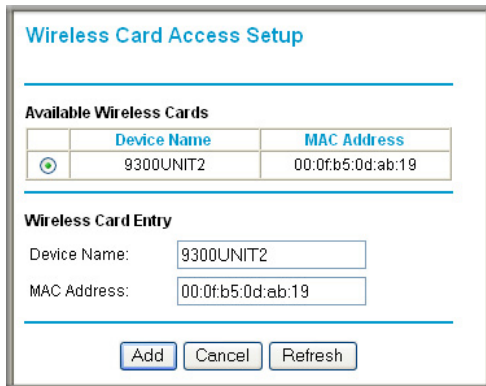 Wireless Card Access Setup
Available Wireless Cards
Device Name MAC Address
9300UNIT2 00:0f:b5:0d:ab:19
Wireless Card Entry
Device Name: 9300UNIT2
MAC Address: 00:0f:b5:0d:ab:19
Add Cancel Refresh